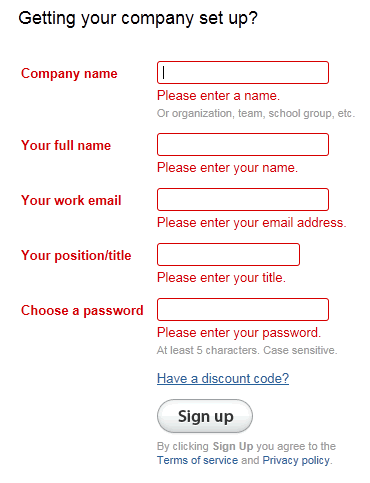 Getting your company set up?
Company name
Please enter a name.
Or organization, team, school group, etc.
Your full name
Please enter your name.
Your work email
Please enter your email address.
Your position/title
Please enter your title.
Choose a password
Please enter your password.
At least 5 characters. Case sensitive.
Have a discount code?
Sign up
By clicking Sign Up you agree to the
Terms of service and Privacy policy.